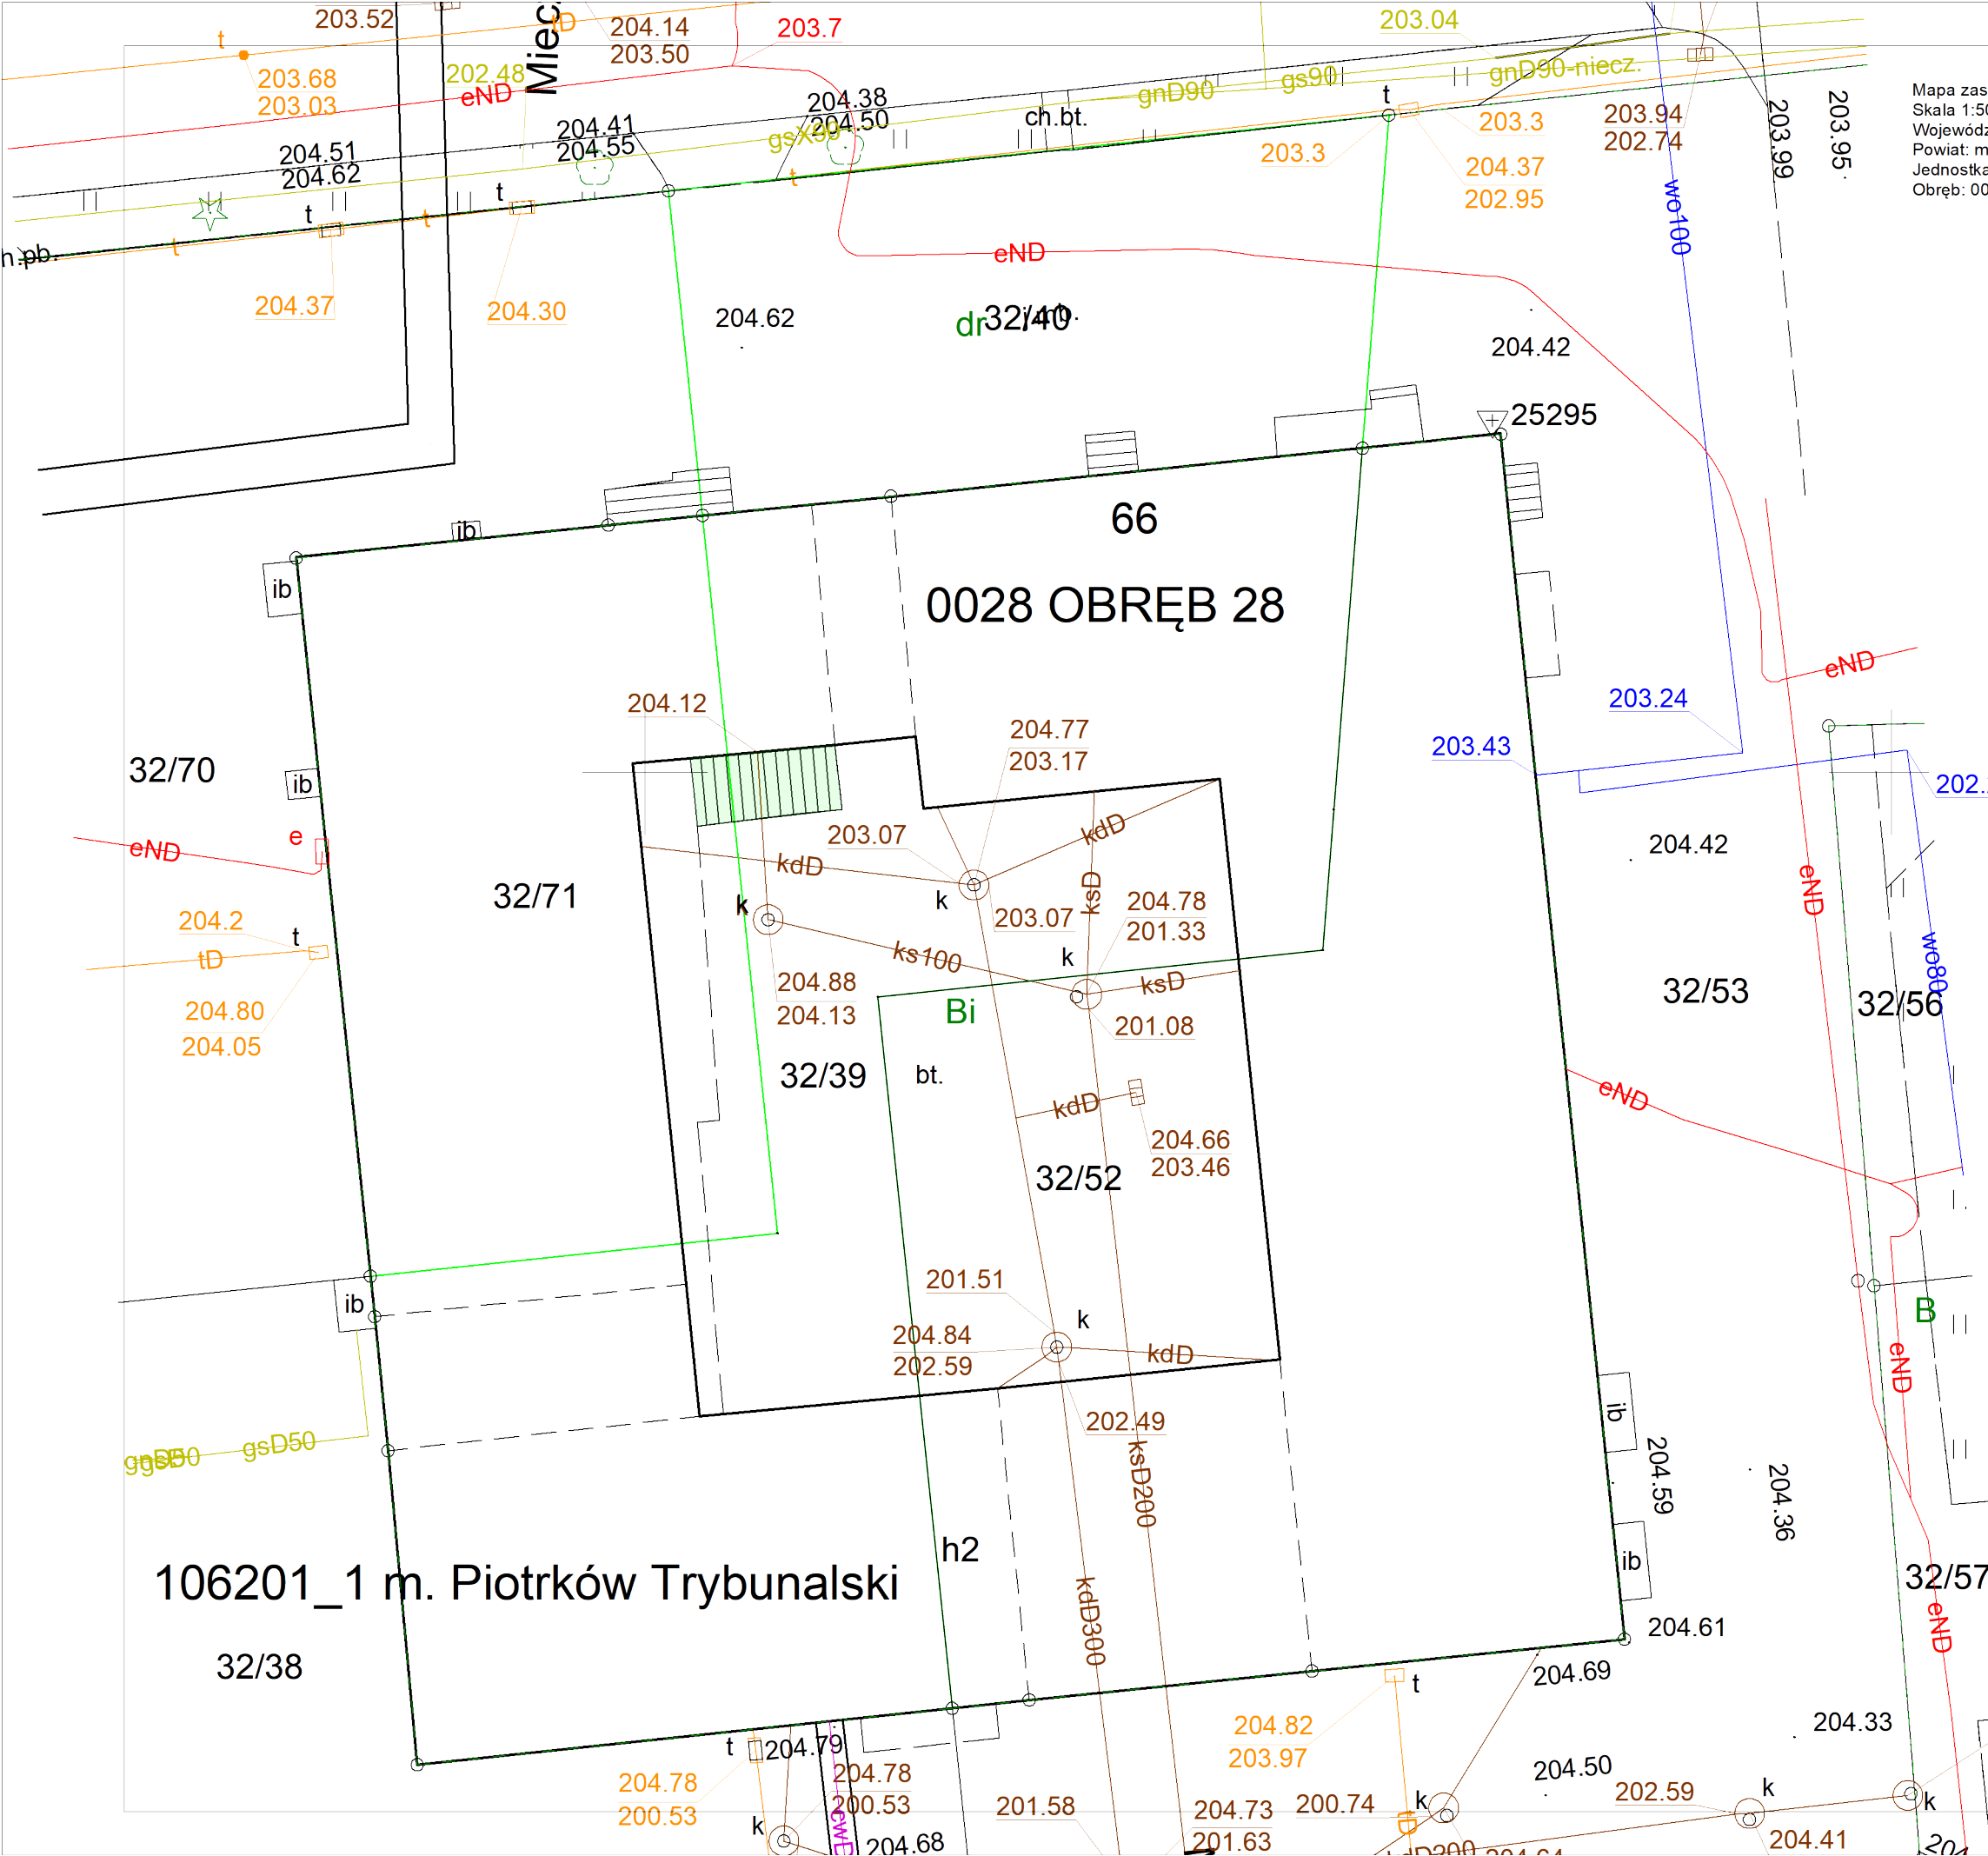 203.52
tD
204.14
203.50
203.7
203.04
t
203.68
203.03
202.48
eND
204.38
204.50
gsX90
gnD90
gs90
gnD90-niecz.
ch.bt.
t
203.3
203.3
204.37
202.95
203.94
202.74
203.99
203.95
wo100
204.51
204.62
204.41
204.55
t
t
t
t
t
h.pb.
204.37
204.30
eND
204.62
dr
32/40
204.42
25295
66
0028 OBRĘB 28
ib
ib
ib
32/70
eND
e
204.2
tD
t
204.80
204.05
32/71
204.12
204.77
203.17
203.07
kdD
kdD
k
k
203.07
ksD
204.78
201.33
k
ks100
ksD
201.08
204.88
204.13
Bi
32/39
bt.
kdD
204.66
203.46
32/52
203.24
203.43
eND
204.42
eND
32/53
32/56
wo80
eND
B
eND
201.51
k
204.84
202.59
kdD
202.49
ksD200
kdD300
h2
ib
gsD50
106201_1 m. Piotrków Trybunalski
32/38
ib
ib
204.59
204.36
32/57
eND
204.61
204.69
t
204.82
203.97
tD
204.33
204.50
t
204.79
204.78
200.53
204.78
200.53
k
cwD
204.68
201.58
204.73
201.63
200.74
k
202.59
k
k
204.41
kdD200
Mapa zas
Skala 1:50
Wojewódz
Powiat: m
Jednostka
Obręb: 00